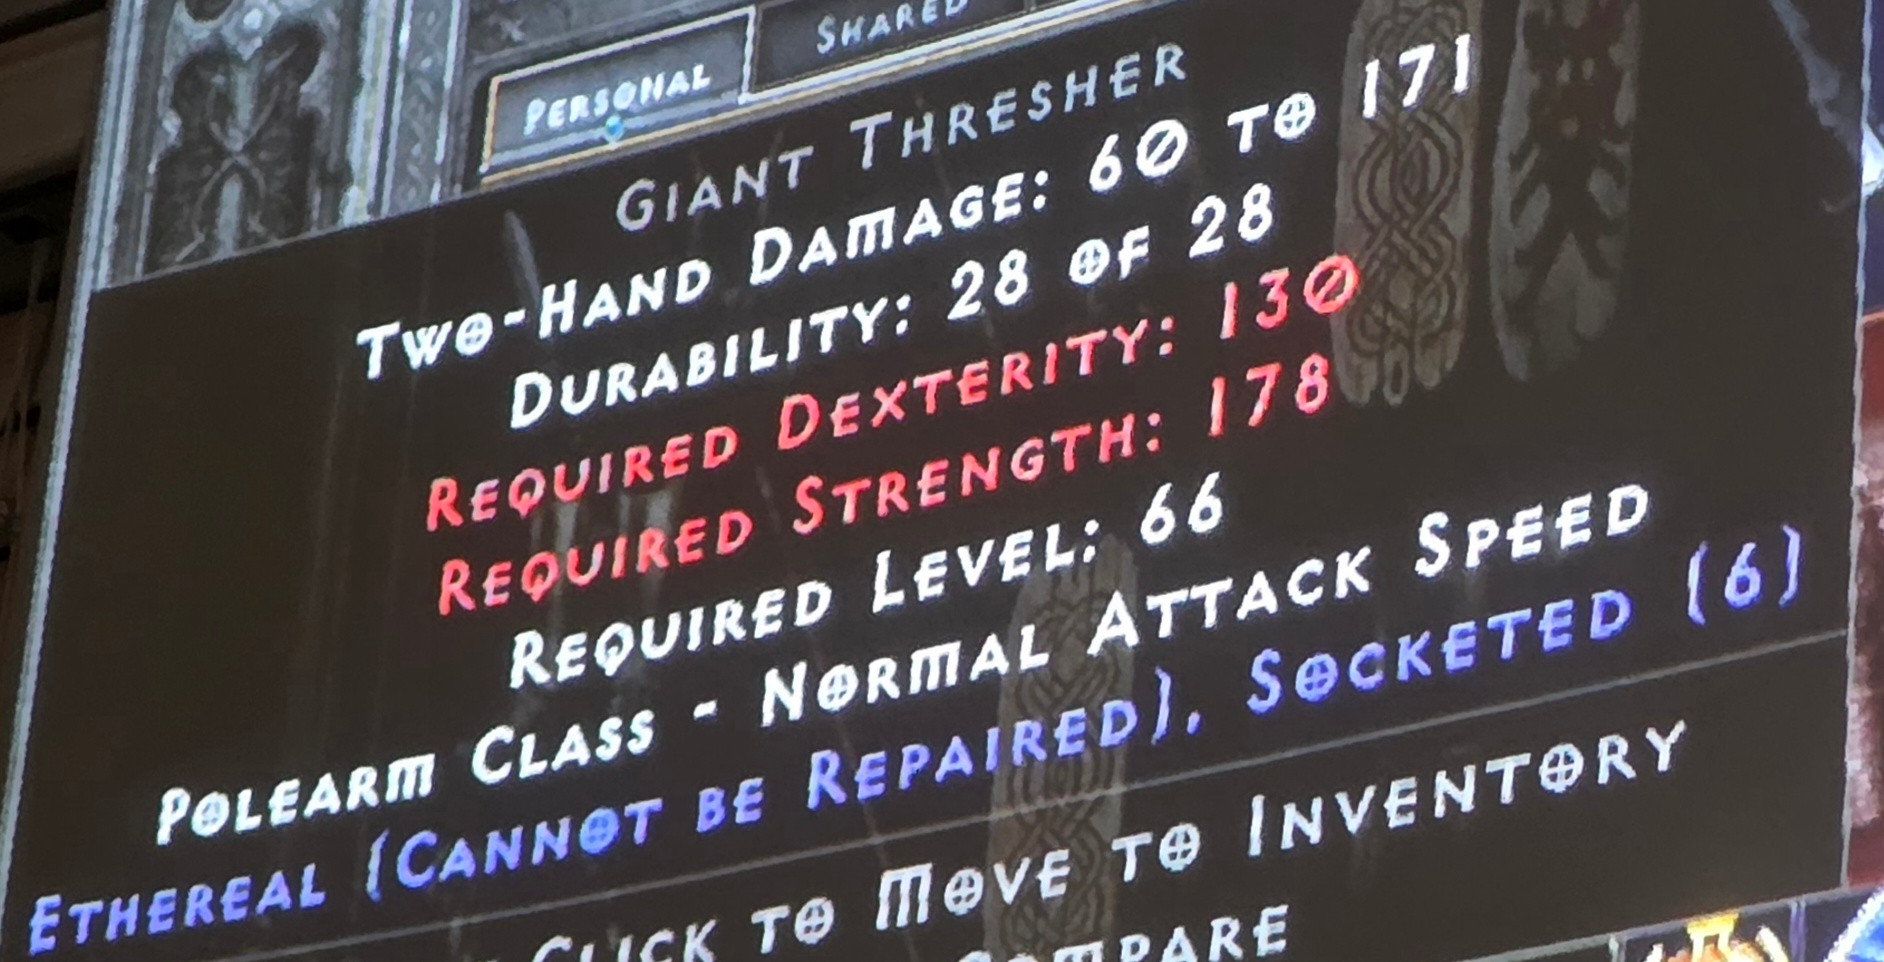 Personal
Shared
Giant Thresher
Two-Hand Damage: 60 to 171
Durability: 28 of 28
Required Dexterity: 130
Required Strength: 178
Required Level: 66
Polearm Class - Normal Attack Speed
Ethereal (Cannot be Repaired), Socketed (6)
Click to Move to Inventory
Compare